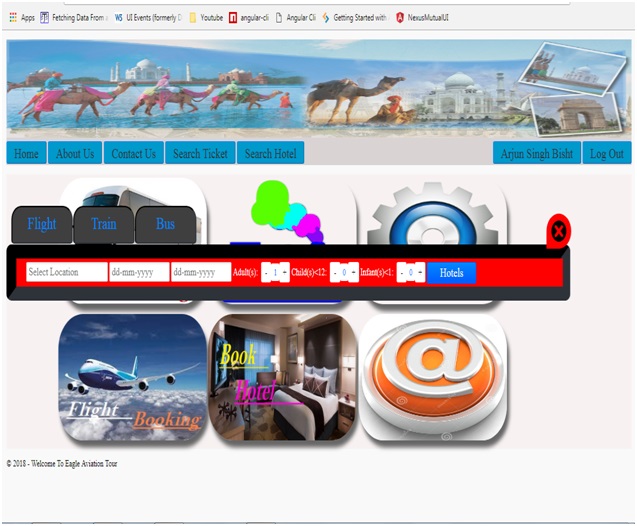 Apps Fetching Data From UI Events (formerly D Youtube angular-cli Angular Cli Getting Started with NexusMutualUI
Home About Us Contact Us Search Ticket Search Hotel Arjun Singh Bisht Log Out
Flight Train Bus
Select Location dd-mm-yyyy dd-mm-yyyy Adult(s): - 1 + Child(s)<12: - 0 + Infant(s)<1: - 0 + Hotels
Flight Booking
Book
Hotel
@
© 2018 - Welcome To Eagle Aviation Tour